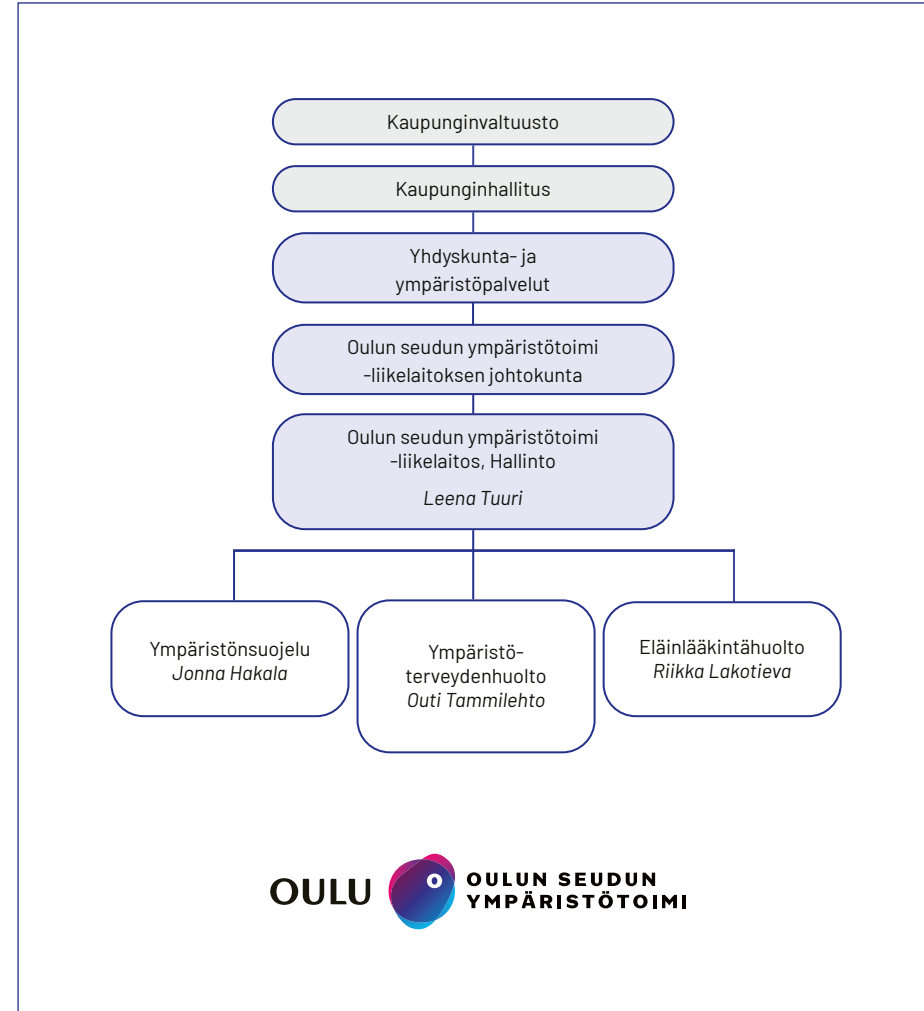 Kaupunginvaltuusto
Kaupunginhallitus
Yhdyskunta- ja
ympäristöpalvelut
Oulun seudun ympäristötoimi
-liikelaitoksen johtokunta
Oulun seudun ympäristötoimi
-liikelaitos, Hallinto
Leena Tuuri
Ympäristönsuojelu
Jonna Hakala
Ympäristö-
terveydenhuolto
Outi Tammilehto
Eläinlääkintähuolto
Riikka Lakotieva
OULU
OULUN SEUDUN
YMPÄRISTÖTOIMI